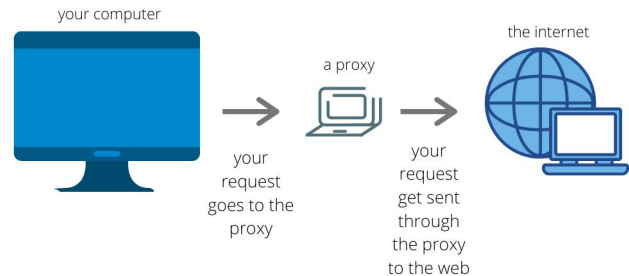 your computer
a proxy
the internet
your
request
goes to the
proxy
your
request
get sent
through
the proxy
to the web